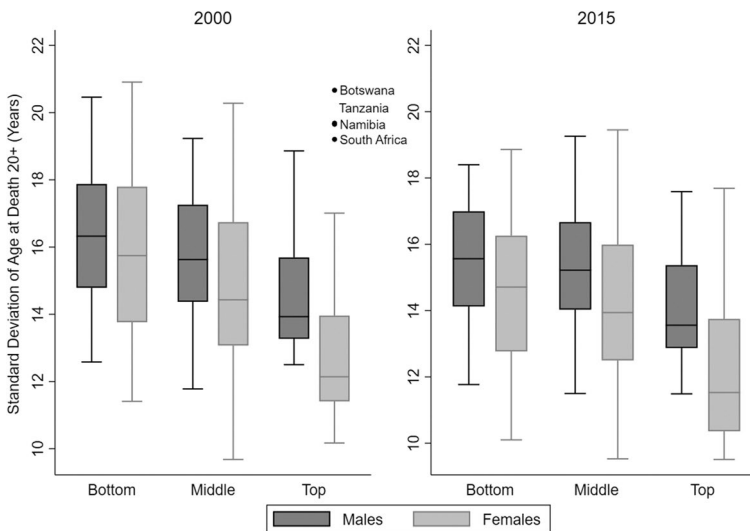 2000
2015
Standard Deviation of Age at Death 20+ (Years)
22
20
18
16
14
12
10
Botswana
Tanzania
Namibia
South Africa
Bottom
Middle
Top
22
20
18
16
14
12
10
Bottom
Middle
Top
Males
Females